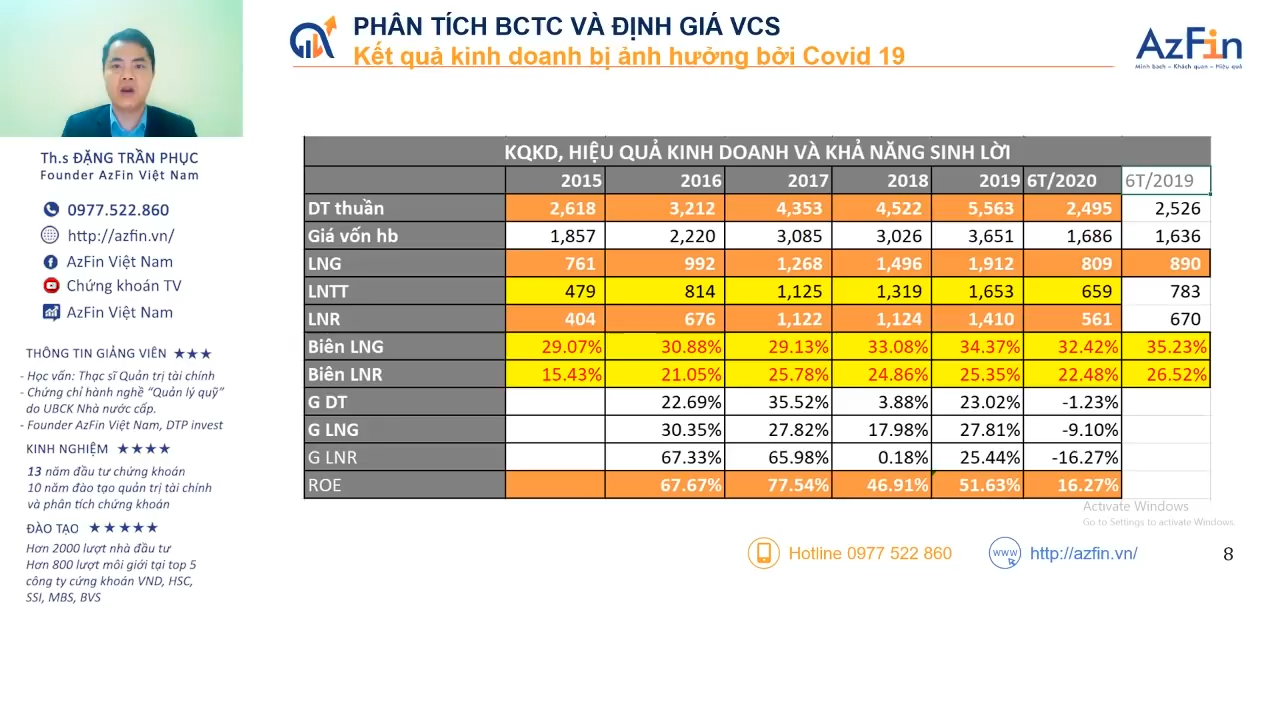 PHÂN TÍCH BCTC VÀ ĐỊNH GIÁ VCS
Kết quả kinh doanh bị ảnh hưởng bởi Covid 19
AzFin
Minh bạch – Khách quan – Hiệu quả
Th.s ĐẶNG TRẦN PHỤC
Founder AzFin Việt Nam
0977.522.860
http://azfin.vn/
AzFin Việt Nam
Chứng khoán TV
AzFin Việt Nam
THÔNG TIN GIẢNG VIÊN ★★★
- Học vấn: Thạc sĩ Quản trị tài chính
- Chứng chỉ hành nghề “Quản lý quỹ”
do UBCK Nhà nước cấp.
- Founder AzFin Việt Nam, DTP invest
KINH NGHIỆM ★★★★
13 năm đầu tư chứng khoán
10 năm đào tạo quản trị tài chính
và phân tích chứng khoán
ĐÀO TẠO ★★★★★
Hơn 2000 lượt nhà đầu tư
Hơn 800 lượt môi giới tại top 5
công ty cứng khoán VND, HSC,
SSI, MBS, BVS
KQKD, HIỆU QUẢ KINH DOANH VÀ KHẢ NĂNG SINH LỜI
2015 2016 2017 2018 2019 6T/2020 6T/2019
DT thuần 2,618 3,212 4,353 4,522 5,563 2,495 2,526
Giá vốn hb 1,857 2,220 3,085 3,026 3,651 1,686 1,636
LNG 761 992 1,268 1,496 1,912 809 890
LNTT 479 814 1,125 1,319 1,653 659 783
LNR 404 676 1,122 1,124 1,410 561 670
Biên LNG 29.07% 30.88% 29.13% 33.08% 34.37% 32.42% 35.23%
Biên LNR 15.43% 21.05% 25.78% 24.86% 25.35% 22.48% 26.52%
G DT 22.69% 35.52% 3.88% 23.02% -1.23%
G LNG 30.35% 27.82% 17.98% 27.81% -9.10%
G LNR 67.33% 65.98% 0.18% 25.44% -16.27%
ROE 67.67% 77.54% 46.91% 51.63% 16.27%
Activate Windows
Go to Settings to activate Windows.
Hotline 0977 522 860
www
http://azfin.vn/
8